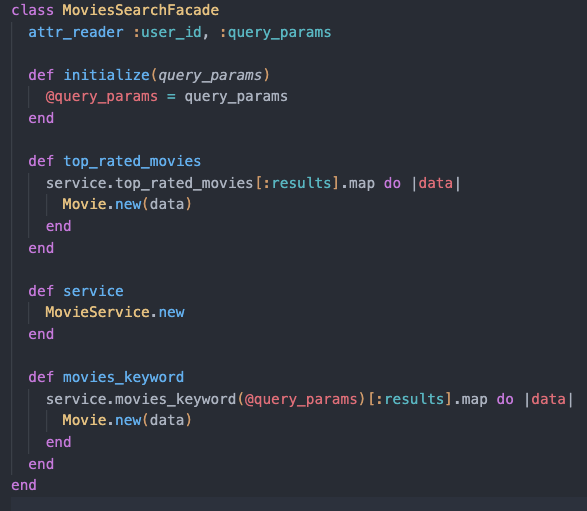 class MoviesSearchFacade
  attr_reader :user_id, :query_params

  def initialize(query_params)
    @query_params = query_params
  end

  def top_rated_movies
    service.top_rated_movies[:results].map do |data|
      Movie.new(data)
    end
  end

  def service
    MovieService.new
  end

  def movies_keyword
    service.movies_keyword(@query_params)[:results].map do |data|
      Movie.new(data)
    end
  end
end